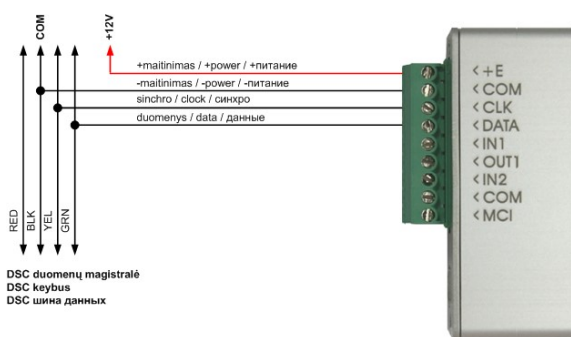 COM
+12V
+maitinimas / +power / +питание
-maitinimas / -power / -питание
sinchro / clock / синхро
duomenys / data / данные
<+E
<COM
<CLK
<DATA
<IN1
<OUT1
<IN2
<COM
<MCI
RED
BLK
YEL
GRN
DSC duomenų magistralė
DSC keybus
DSC шина данных